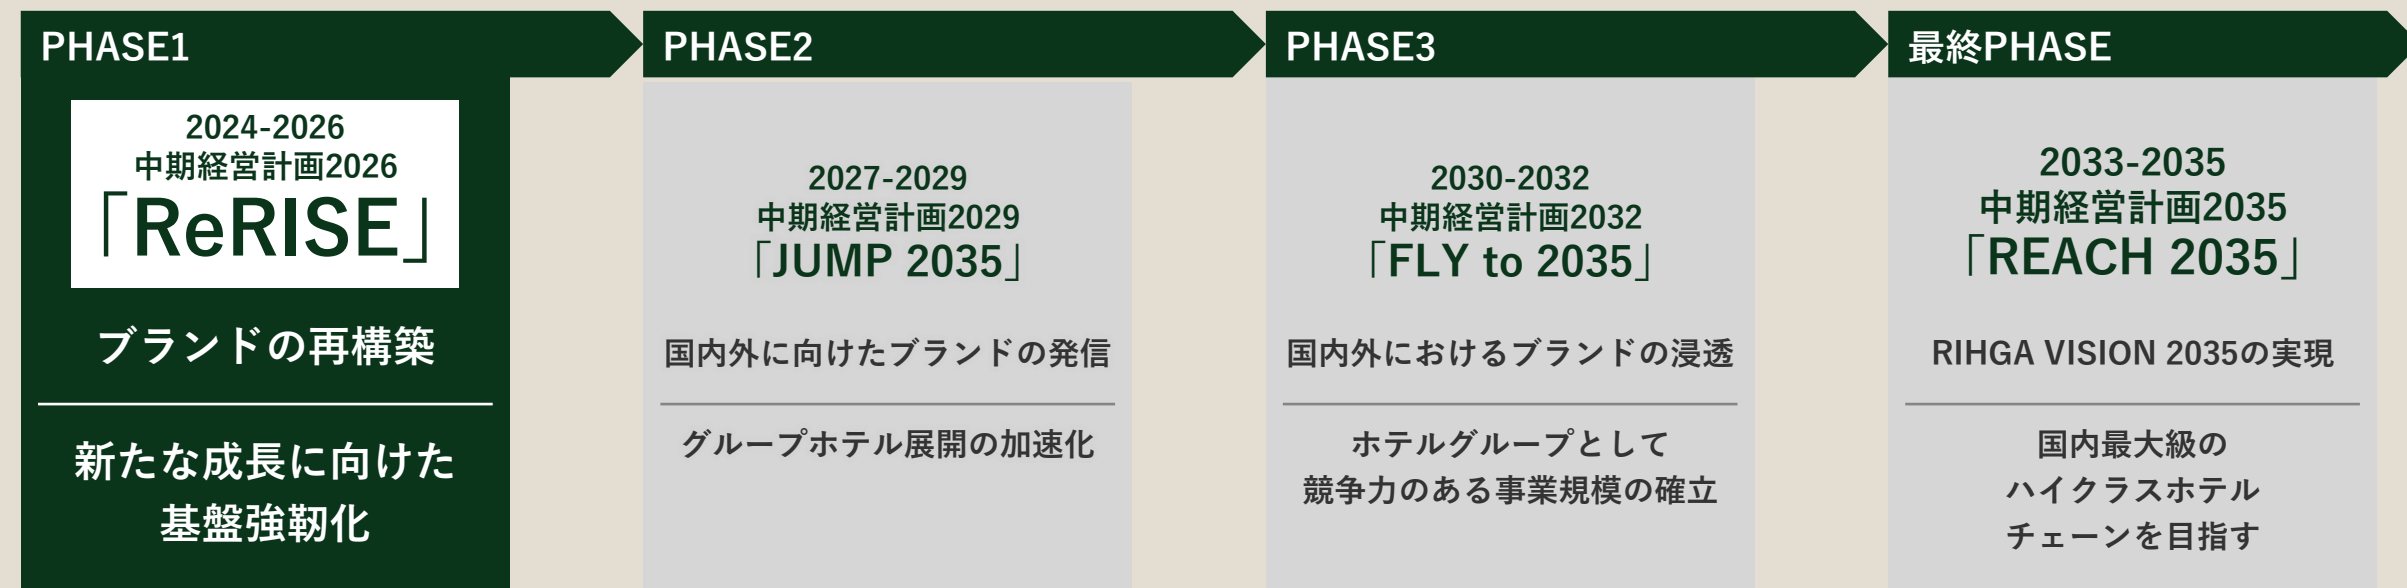 PHASE1
2024-2026
中期経営計画2026
「ReRISE」
ブランドの再構築
新たな成長に向けた
基盤強靭化
PHASE2
2027-2029
中期経営計画2029
「JUMP 2035」
国内外に向けたブランドの発信
グループホテル展開の加速化
PHASE3
2030-2032
中期経営計画2032
「FLY to 2035」
国内外におけるブランドの浸透
ホテルグループとして
競争力のある事業規模の確立
最終PHASE
2033-2035
中期経営計画2035
「REACH 2035」
RIHGA VISION 2035の実現
国内最大級の
ハイクラスホテル
チェーンを目指す